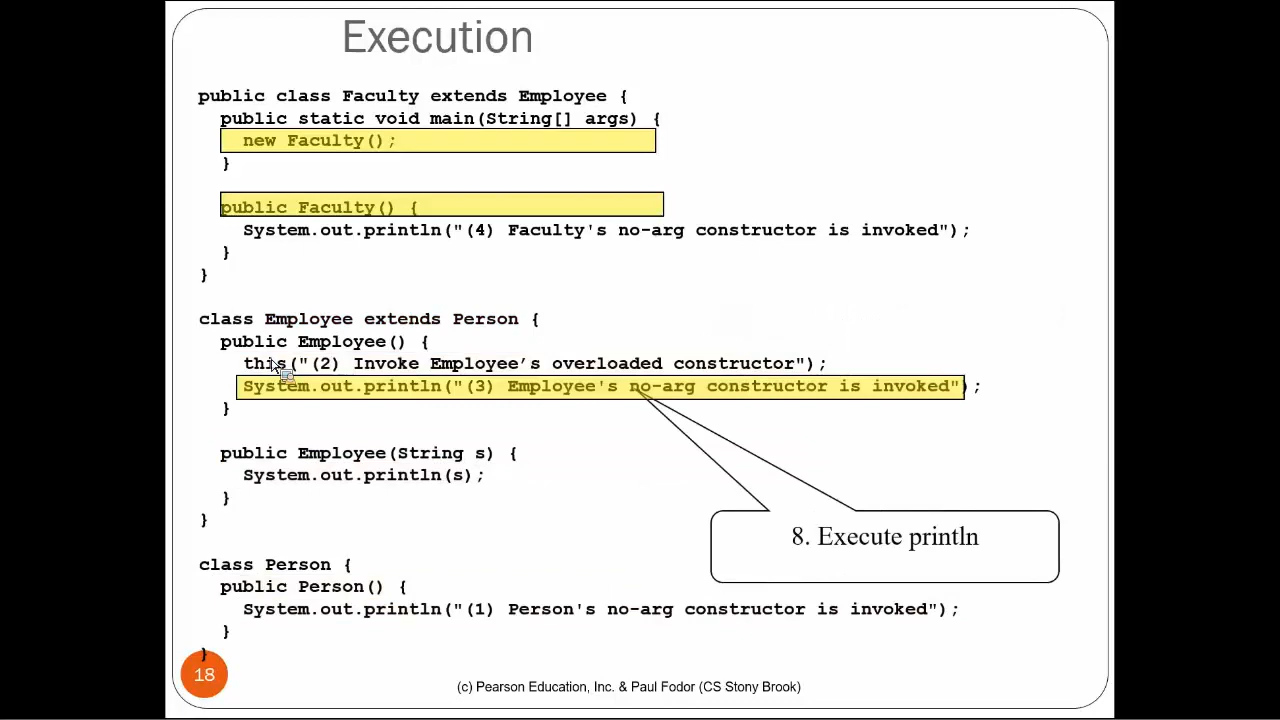 Execution
public class Faculty extends Employee {
public static void main(String[] args) {
new Faculty();
}
public Faculty() {
System.out.println("(4) Faculty's no-arg constructor is invoked");
}
}
class Employee extends Person {
public Employee() {
this("(2) Invoke Employee’s overloaded constructor");
System.out.println("(3) Employee's no-arg constructor is invoked");
}
public Employee(String s) {
System.out.println(s);
}
}
8. Execute println
class Person {
public Person() {
System.out.println("(1) Person's no-arg constructor is invoked");
}
}
18
(c) Pearson Education, Inc. & Paul Fodor (CS Stony Brook)